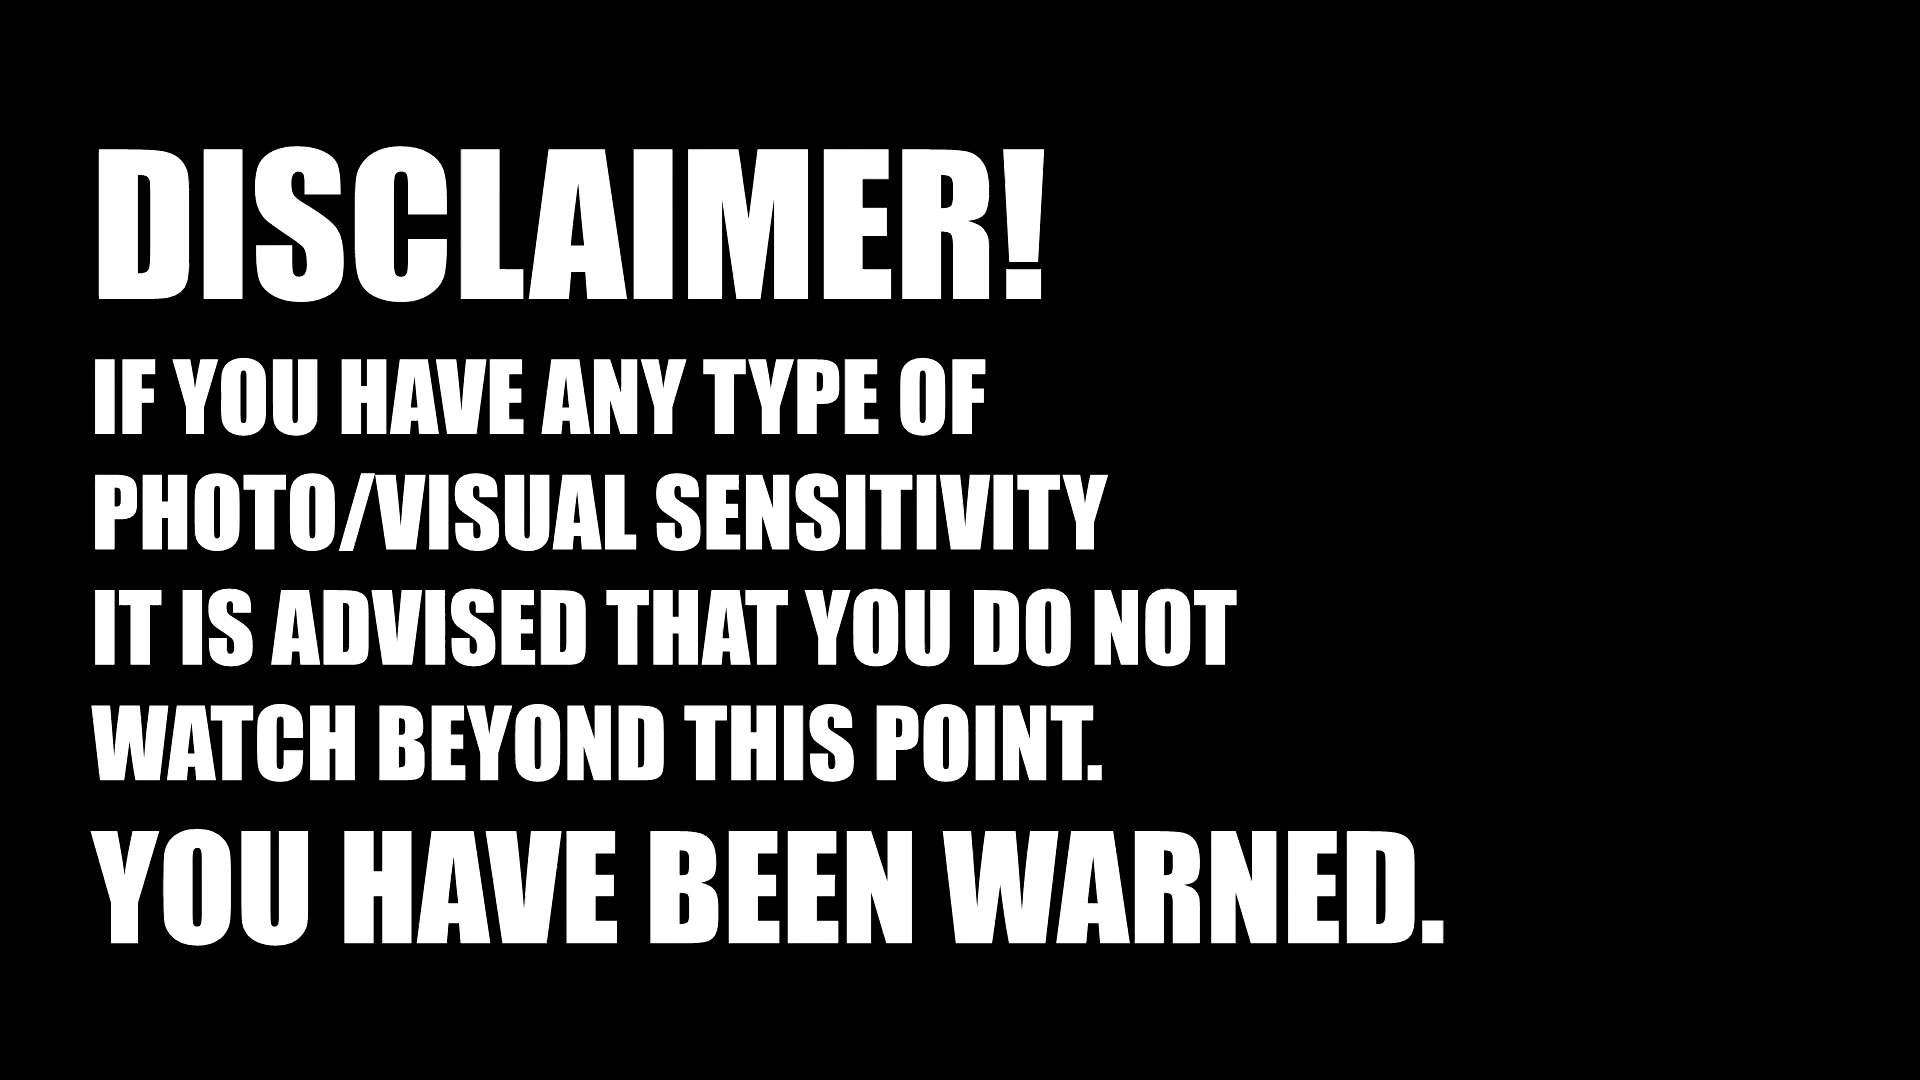 DISCLAIMER!
IF YOU HAVE ANY TYPE OF
PHOTO/VISUAL SENSITIVITY
IT IS ADVISED THAT YOU DO NOT
WATCH BEYOND THIS POINT.
YOU HAVE BEEN WARNED.